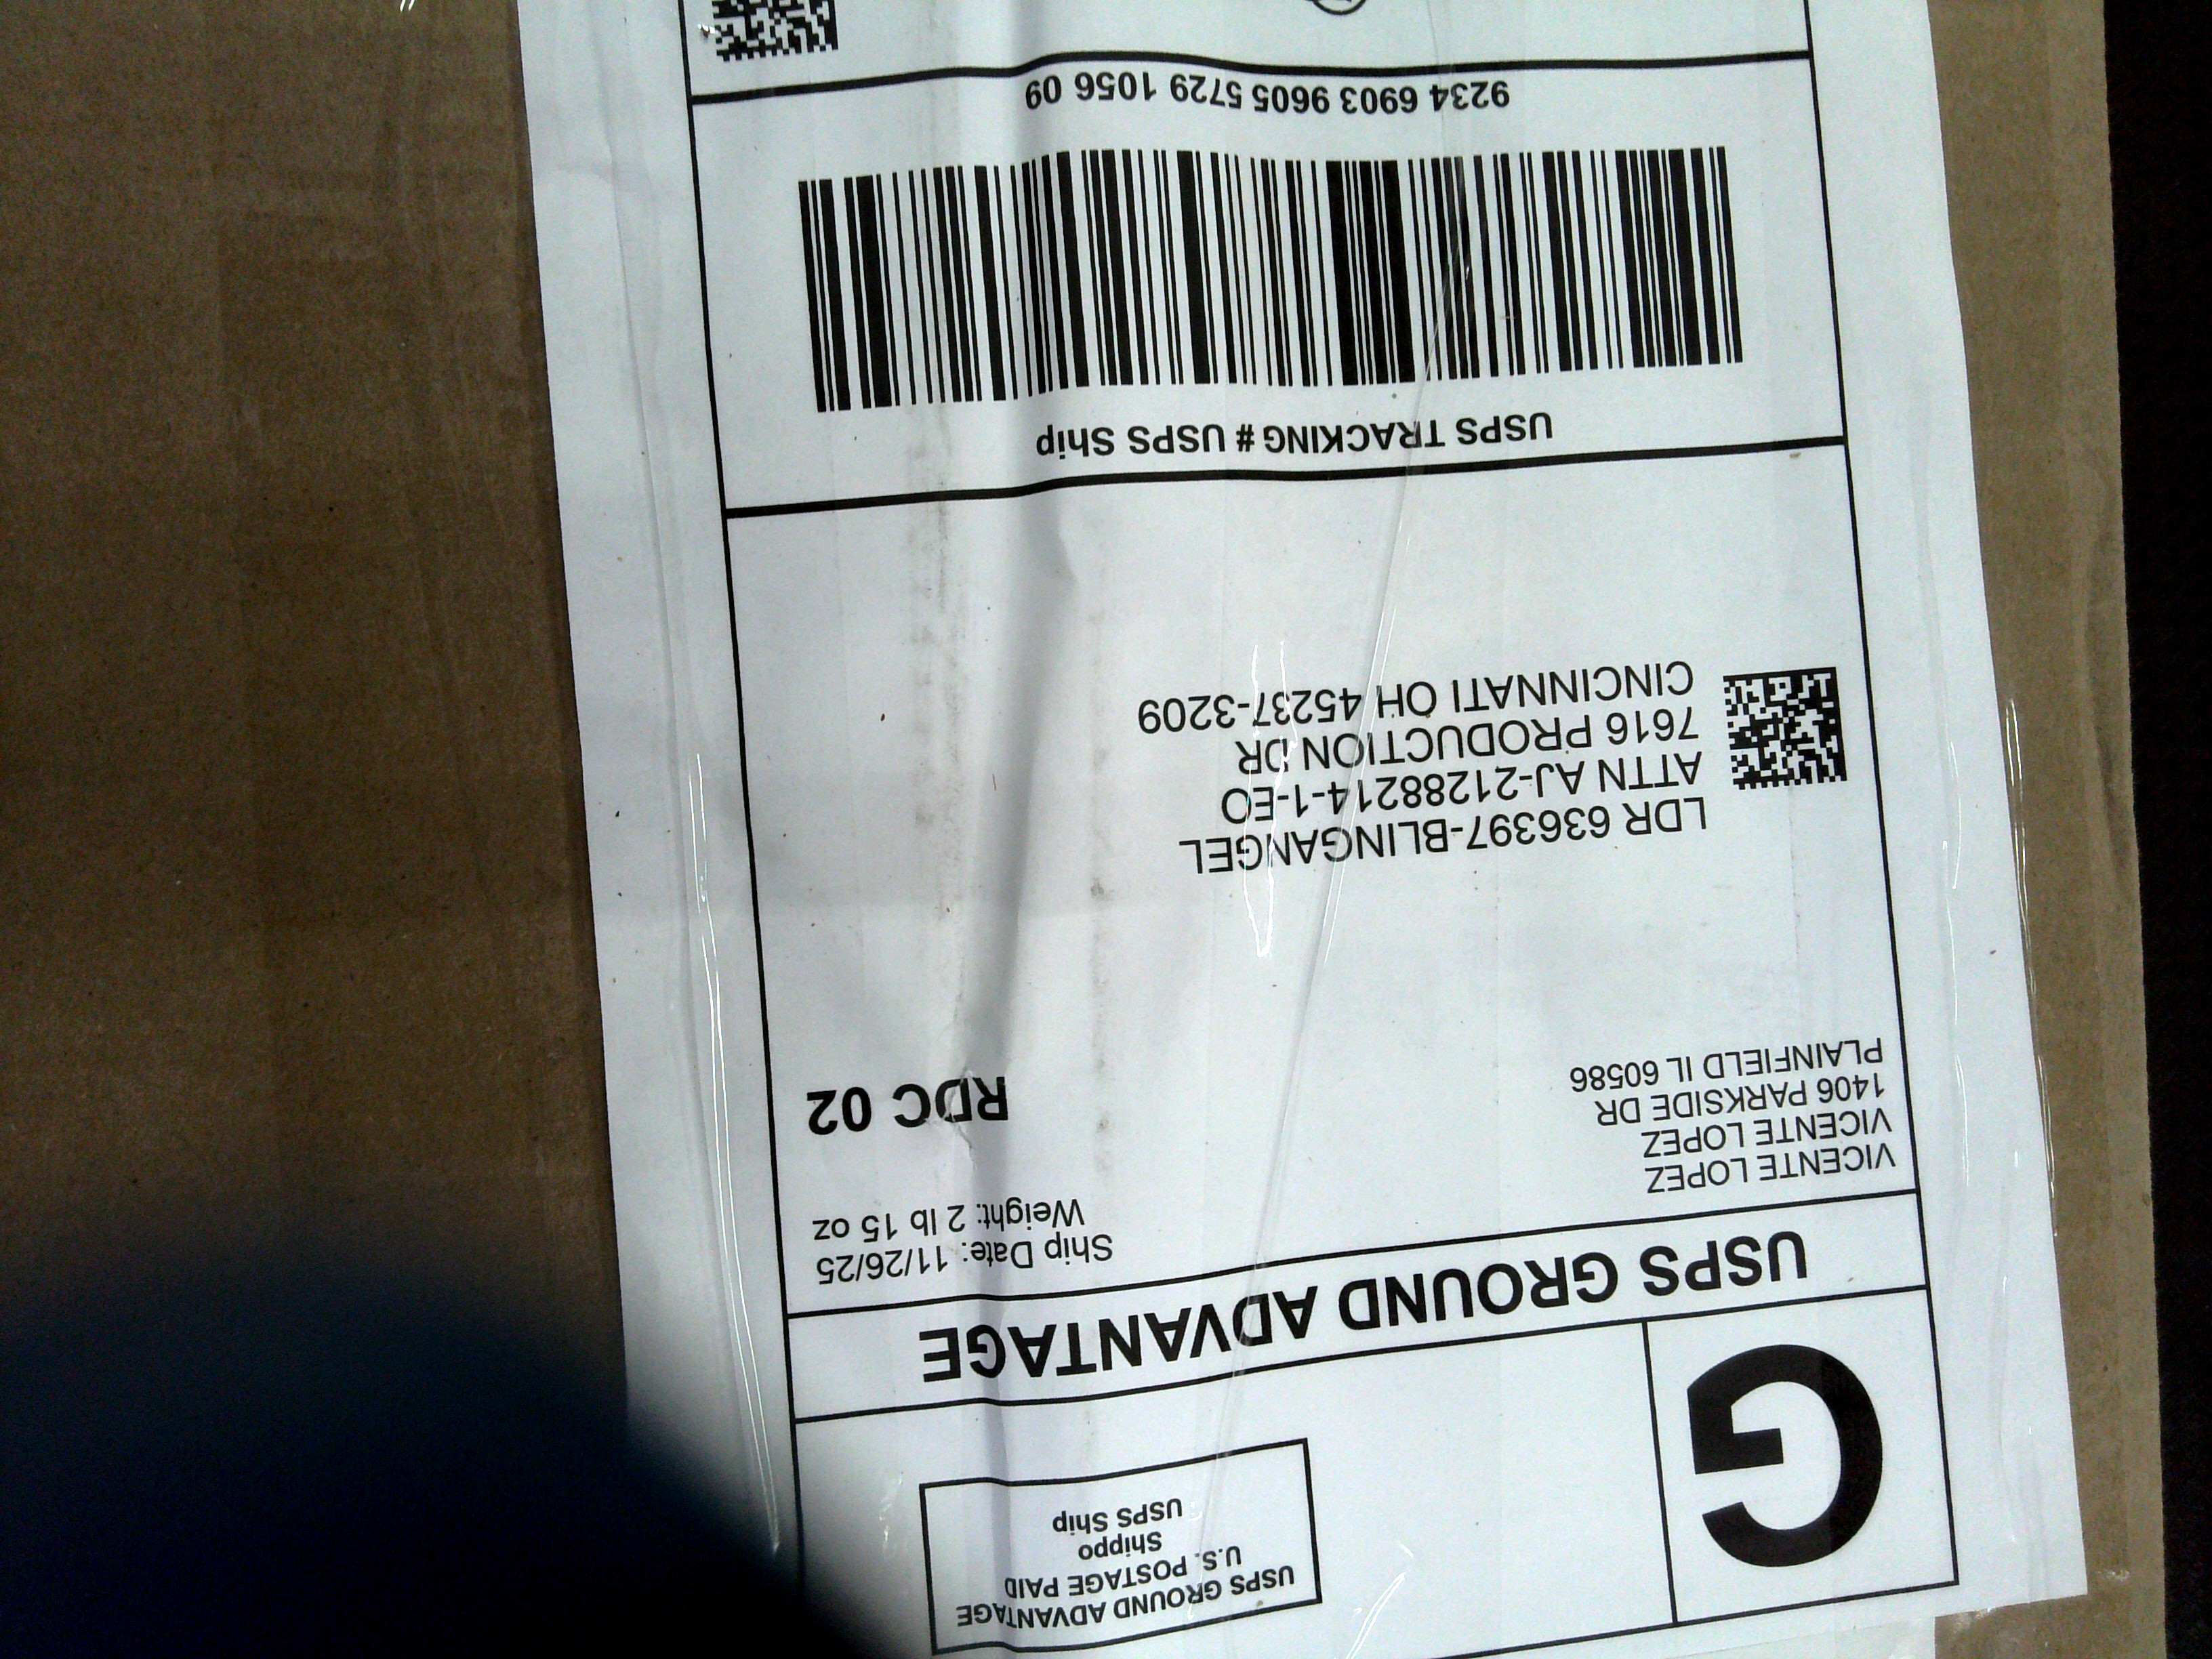 G
USPS GROUND ADVANTAGE
U.S. POSTAGE PAID
Shippo
USPS Ship
USPS GROUND ADVANTAGE
VICENTE LOPEZ
VICENTE LOPEZ
1406 PARKSIDE DR
PLAINFIELD IL 60586
Ship Date: 11/26/25
Weight: 2 lb 15 oz
RDC 02
LDR 636397-BLINGANGEL
ATTN AJ-21288214-1-EO
7616 PRODUCTION DR
CINCINNATI OH 45237-3209
USPS TRACKING # USPS Ship
9234 6903 9605 5729 1056 09